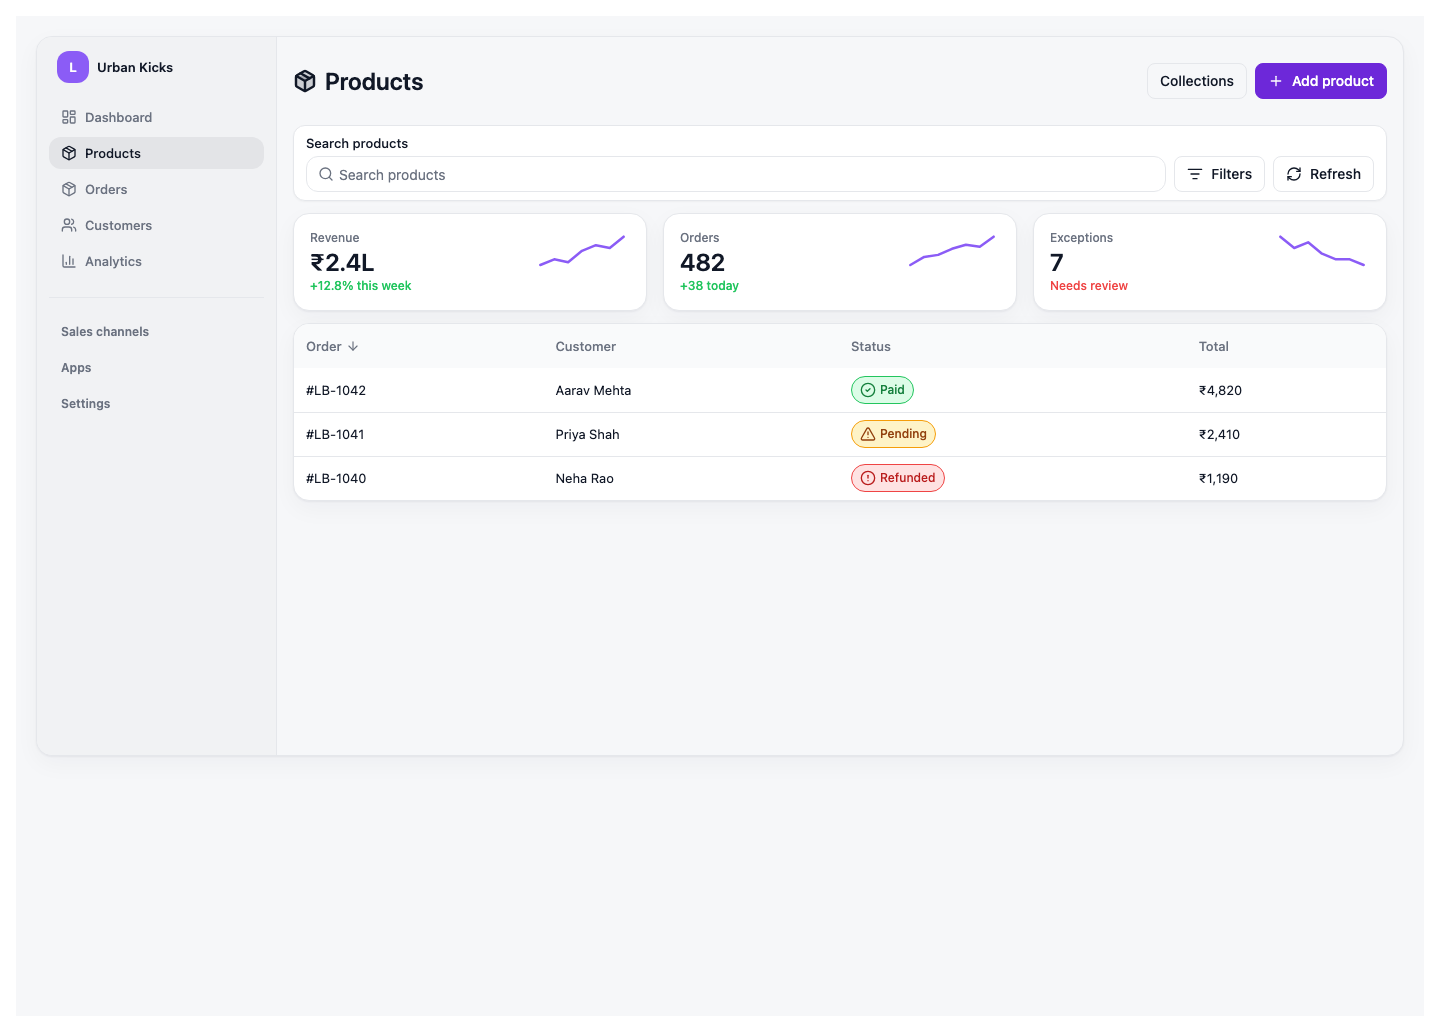 L Urban Kicks
Dashboard
Products
Orders
Customers
Analytics
Sales channels
Apps
Settings
Products
Collections
Add product
Search products
Search products
Filters
Refresh
Revenue
₹2.4L
+12.8% this week
Orders
482
+38 today
Exceptions
7
Needs review
Order Customer Status Total
#LB-1042 Aarav Mehta Paid ₹4,820
#LB-1041 Priya Shah Pending ₹2,410
#LB-1040 Neha Rao Refunded ₹1,190